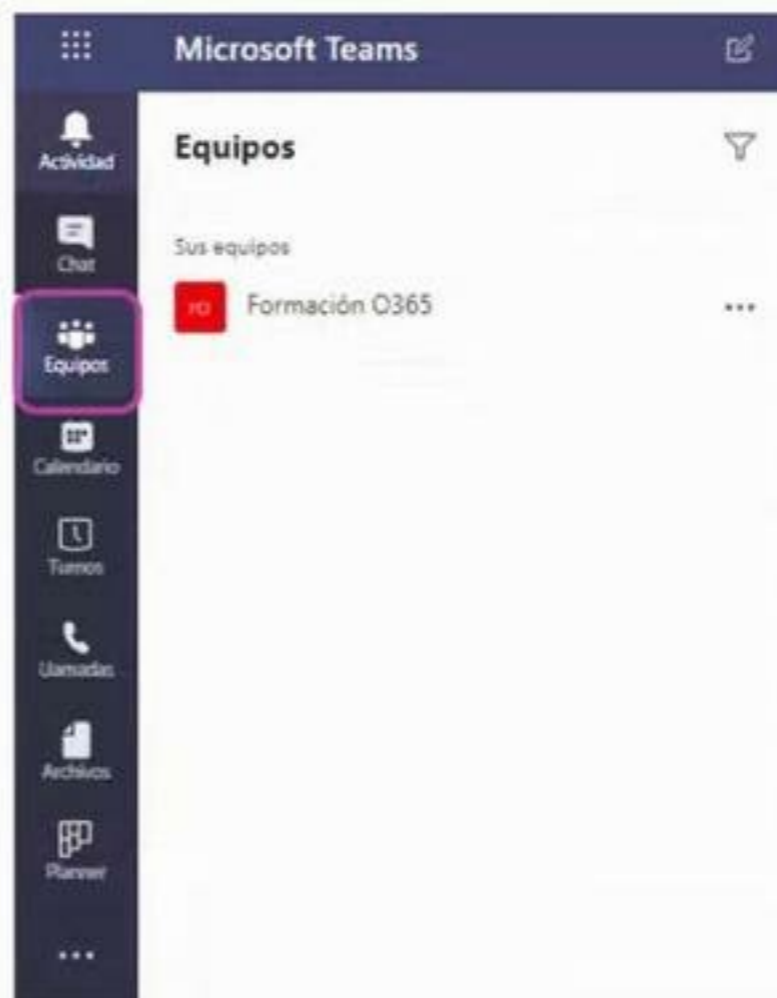 Microsoft Teams
Actividad
Equipos
Chat
Sus equipos
FO
Formación O365
Equipos
Calendario
Turnos
Llamadas
Archivos
Planner